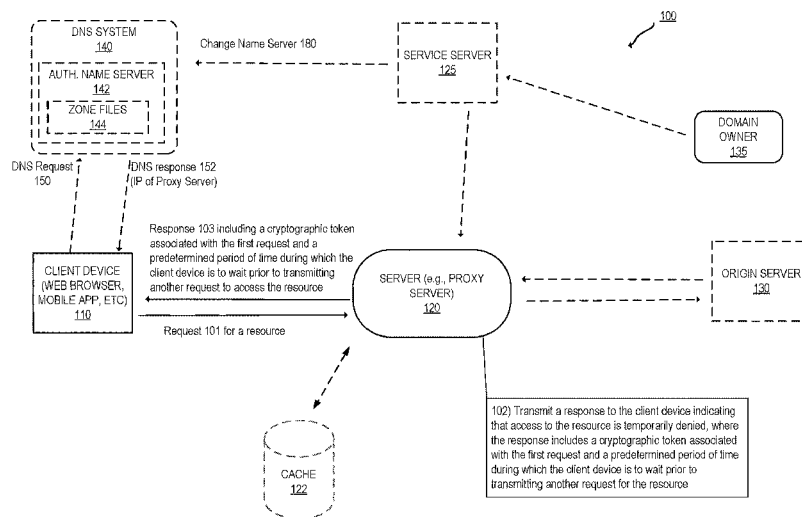 DNS SYSTEM
140
AUTH. NAME SERVER
142
ZONE FILES
144
Change Name Server 180
SERVICE SERVER
125
100
DOMAIN
OWNER
135
DNS Request
150
DNS response 152
(IP of Proxy Server)
Response 103 including a cryptographic token
associated with the first request and a
predetermined period of time during which the
client device is to wait prior to transmitting
another request to access the resource
CLIENT DEVICE
(WEB BROWSER,
MOBILE APP, ETC)
110
Request 101 for a resource
SERVER (e.g., PROXY
SERVER)
120
ORIGIN SERVER
130
CACHE
122
102) Transmit a response to the client device indicating
that access to the resource is temporarily denied, where
the response includes a cryptographic token associated
with the first request and a predetermined period of time
during which the client device is to wait prior to
transmitting another request for the resource